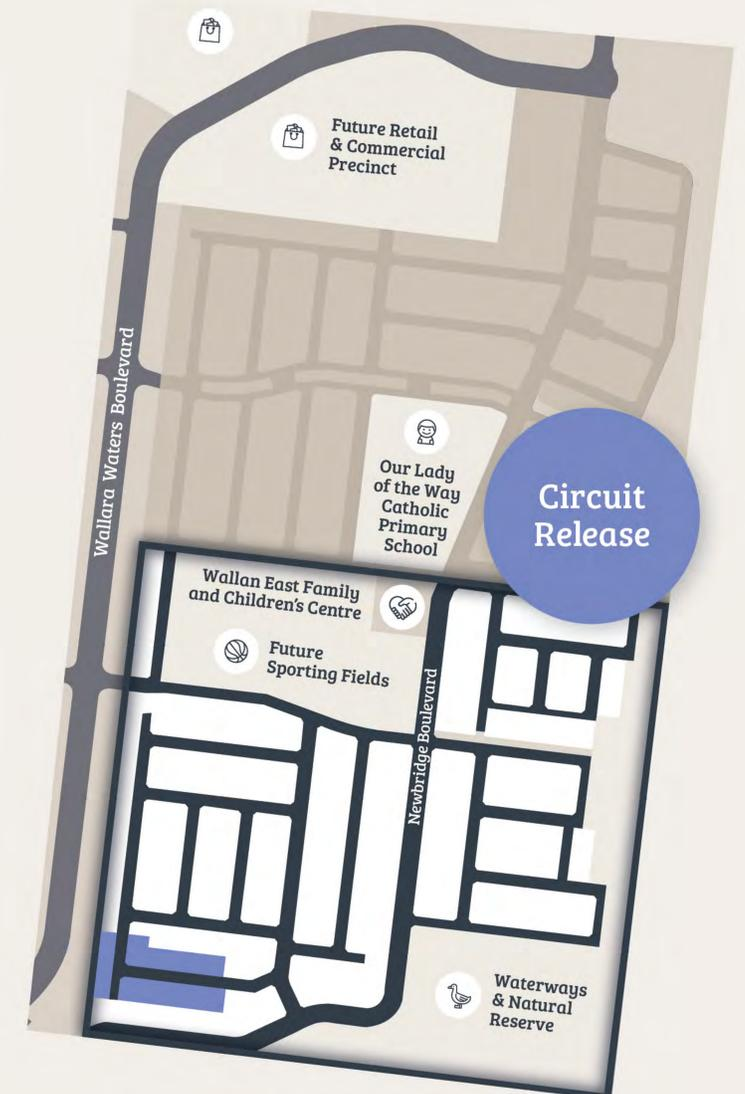 Future Retail
& Commercial
Precinct
Wallara Waters Boulevard
Our Lady
of the Way
Catholic
Primary
School
Circuit
Release
Wallan East Family
and Children's Centre
Future
Sporting Fields
Newbridge Boulevard
Waterways
& Natural
Reserve